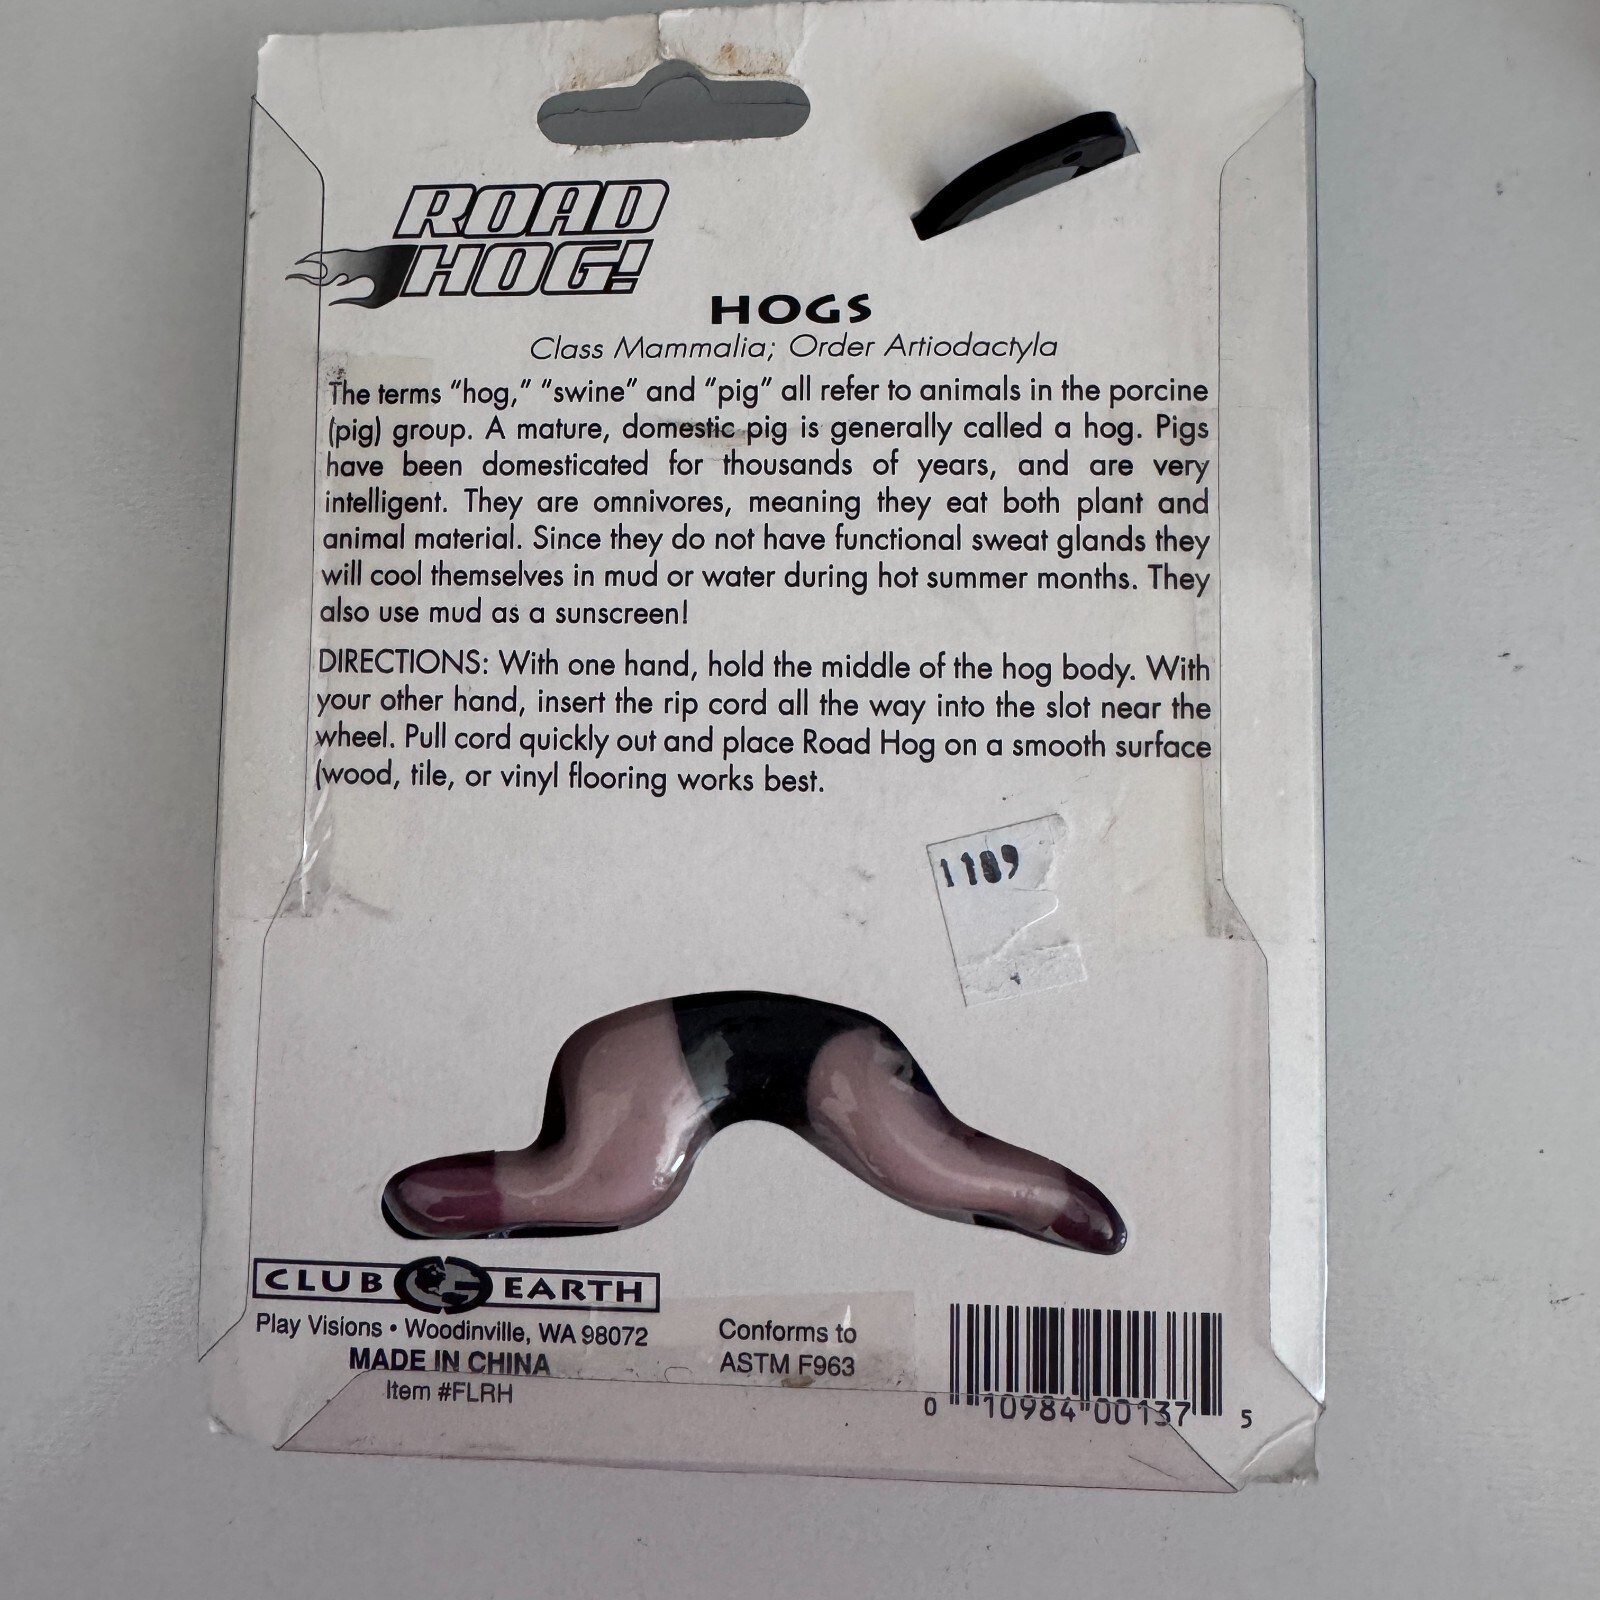 ROAD
HOG!
HOGS
Class Mammalia; Order Artiodactyla
The terms “hog,” “swine” and “pig” all refer to animals in the porcine
(pig) group. A mature, domestic pig is generally called a hog. Pigs
have been domesticated for thousands of years, and are very
intelligent. They are omnivores, meaning they eat both plant and
animal material. Since they do not have functional sweat glands they
will cool themselves in mud or water during hot summer months. They
also use mud as a sunscreen!
DIRECTIONS: With one hand, hold the middle of the hog body. With
your other hand, insert the rip cord all the way into the slot near the
wheel. Pull cord quickly out and place Road Hog on a smooth surface
(wood, tile, or vinyl flooring works best.
CLUB EARTH
Play Visions • Woodinville, WA 98072
MADE IN CHINA
Item #FLRH
Conforms to
ASTM F963
0 10984 00137 5